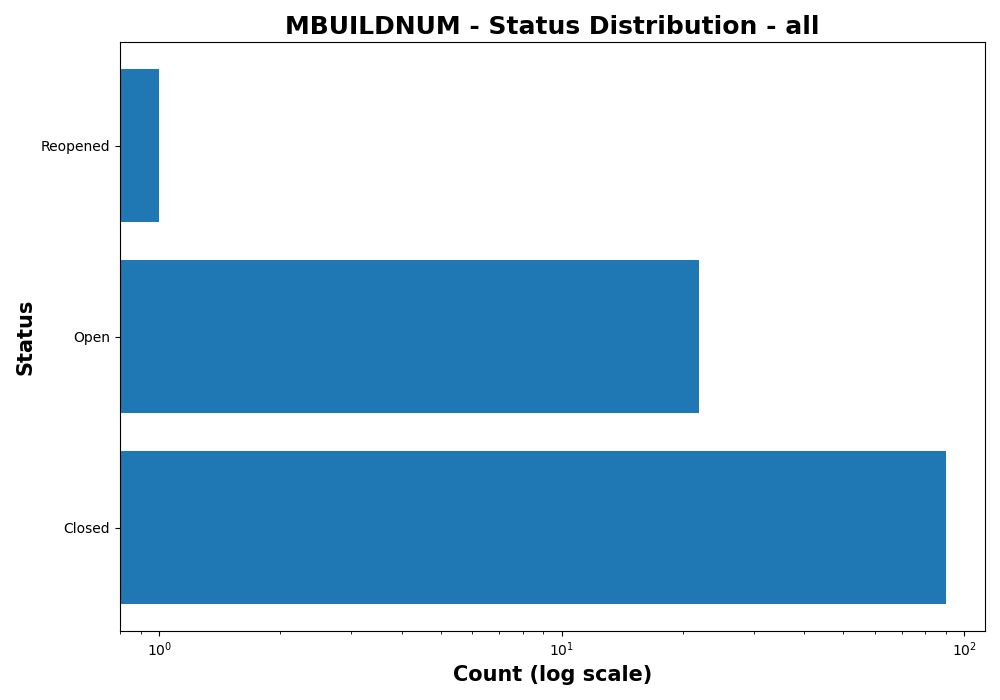 MBUILDNUM - Status Distribution - all
Status
Reopened
Open
Closed
10⁰
10¹
10²
Count (log scale)